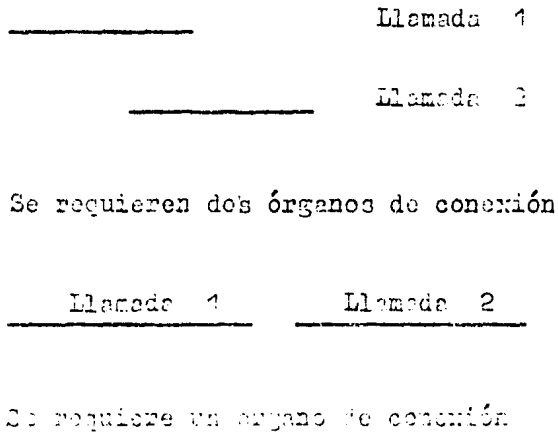 Llamada 1
Llamada 2
Se requieren dos órganos de conexión
Llamada 1 Llamada 2
Se requiere un órgano de conexión